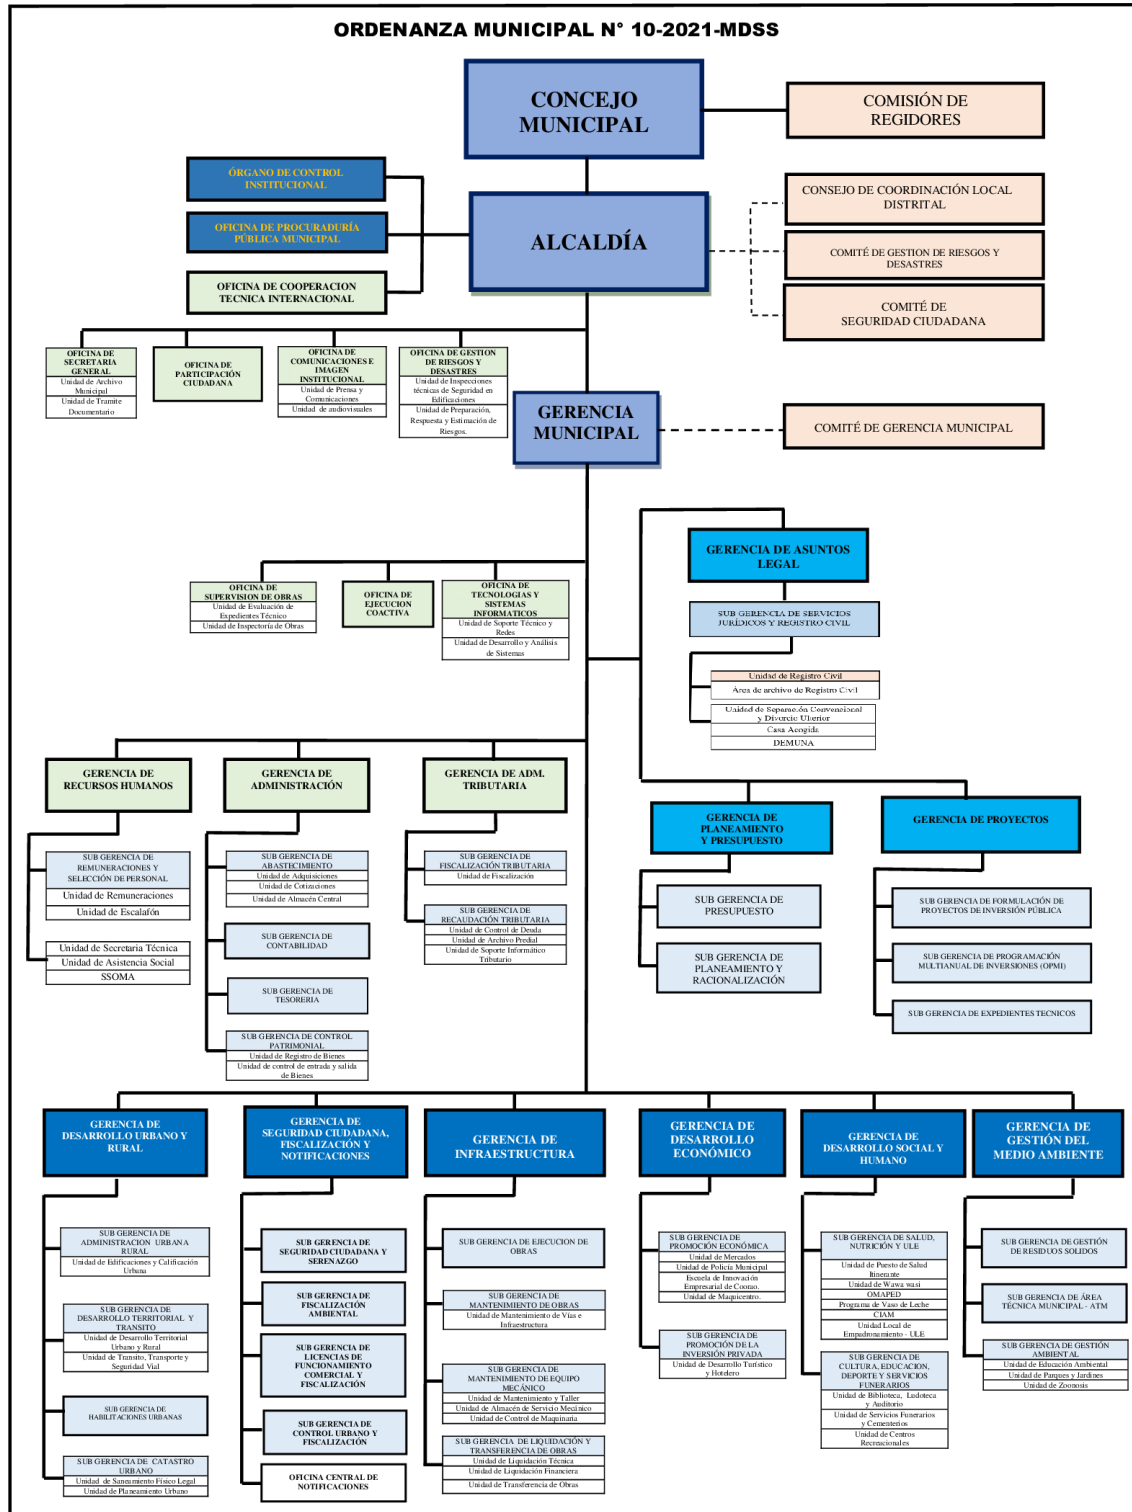 ORDENANZA MUNICIPAL N° 10-2021-MDSS
CONCEJO
MUNICIPAL
COMISIÓN DE
REGIDORES
ÓRGANO DE CONTROL
INSTITUCIONAL
OFICINA DE PROCURADURÍA
PÚBLICA MUNICIPAL
OFICINA DE COOPERACION
TECNICA INTERNACIONAL
ALCALDÍA
CONSEJO DE COORDINACIÓN LOCAL
DISTRITAL
COMITÉ DE GESTION DE RIESGOS Y
DESASTRES
COMITÉ DE
SEGURIDAD CIUDADANA
OFICINA DE
SECRETARIA
GENERAL
Unidad de Archivo
Municipal
Unidad de Tramite
Documentario
OFICINA DE
PARTICIPACIÓN
CIUDADANA
OFICINA DE
COMUNICACIONES E
IMAGEN
INSTITUCIONAL
Unidad de Prensa y
Comunicaciones
Unidad de audiovisuales
OFICINA DE GESTION
DE RIESGOS Y
DESASTRES
Unidad de Inspecciones
técnicas de Seguridad en
Edificaciones
Unidad de Preparación,
Respuesta y Estimación de
Riesgos.
GERENCIA
MUNICIPAL
COMITÉ DE GERENCIA MUNICIPAL
OFICINA DE
SUPERVISION DE OBRAS
Unidad de Evaluación de
Expedientes Técnico
Unidad de Inspectoría de Obras
OFICINA DE
EJECUCION
COACTIVA
OFICINA DE
TECNOLOGIAS Y
SISTEMAS
INFORMATICOS
Unidad de Soporte Técnico y
Redes
Unidad de Desarrollo y Análisis
de Sistemas
GERENCIA DE ASUNTOS
LEGAL
SUB GERENCIA DE SERVICIOS
JURÍDICOS Y REGISTRO CIVIL
Unidad de Registro Civil
Área de archivo de Registro Civil
Unidad de Separación Convencional
y Divorcio Ulterior
Casa Acogida
DEMUNA
GERENCIA DE
RECURSOS HUMANOS
SUB GERENCIA DE
REMUNERACIONES Y
SELECCIÓN DE PERSONAL
Unidad de Remuneraciones
Unidad de Escalafón
Unidad de Secretaria Técnica
Unidad de Asistencia Social
SSOMA
GERENCIA DE
ADMINISTRACIÓN
SUB GERENCIA DE
ABASTECIMIENTO
Unidad de Adquisiciones
Unidad de Cotizaciones
Unidad de Almacén Central
SUB GERENCIA DE
CONTABILIDAD
SUB GERENCIA DE
TESORERIA
SUB GERENCIA DE CONTROL
PATRIMONIAL
Unidad de Registro de Bienes
Unidad de control de entrada y salida
de Bienes
GERENCIA DE ADM.
TRIBUTARIA
SUB GERENCIA DE
FISCALIZACIÓN TRIBUTARIA
Unidad de Fiscalización
SUB GERENCIA DE
RECAUDACIÓN TRIBUTARIA
Unidad de Control de Deuda
Unidad de Archivo Predial
Unidad de Soporte Informático
Tributario
GERENCIA DE
PLANEAMIENTO
Y PRESUPUESTO
SUB GERENCIA DE
PRESUPUESTO
SUB GERENCIA DE
PLANEAMIENTO Y
RACIONALIZACIÓN
GERENCIA DE PROYECTOS
SUB GERENCIA DE FORMULACIÓN DE
PROYECTOS DE INVERSIÓN PÚBLICA
SUB GERENCIA DE PROGRAMACIÓN
MULTIANUAL DE INVERSIONES (OPMI)
SUB GERENCIA DE EXPEDIENTES TECNICOS
GERENCIA DE
DESARROLLO URBANO Y
RURAL
SUB GERENCIA DE
ADMINISTRACION URBANA
RURAL
Unidad de Edificaciones y Calificación
Urbana
SUB GERENCIA DE
DESARROLLO TERRITORIAL Y
TRANSITO
Unidad de Desarrollo Territorial
Urbano y Rural
Unidad de Transito, Transporte y
Seguridad Vial
SUB GERENCIA DE
HABILITACIONES URBANAS
SUB GERENCIA DE CATASTRO
URBANO
Unidad de Saneamiento Físico Legal
Unidad de Planeamiento Urbano
GERENCIA DE
SEGURIDAD CIUDADANA,
FISCALIZACIÓN Y
NOTIFICACIONES
SUB GERENCIA DE
SEGURIDAD CIUDADANA Y
SERENAZGO
SUB GERENCIA DE
FISCALIZACIÓN
AMBIENTAL
SUB GERENCIA DE
LICENCIAS DE
FUNCIONAMIENTO
COMERCIAL Y
FISCALIZACIÓN
SUB GERENCIA DE
CONTROL URBANO Y
FISCALIZACIÓN
OFICINA CENTRAL DE
NOTIFICACIONES
GERENCIA DE
INFRAESTRUCTURA
SUB GERENCIA DE EJECUCION DE
OBRAS
SUB GERENCIA DE
MANTENIMIENTO DE OBRAS
Unidad de Mantenimiento de Vías e
Infraestructura
SUB GERENCIA DE
MANTENIMIENTO DE EQUIPO
MECÁNICO
Unidad de Mantenimiento y Taller
Unidad de Almacén de Servicio Mecánico
Unidad de Control de Maquinaria
SUB GERENCIA DE LIQUIDACIÓN Y
TRANSFERENCIA DE OBRAS
Unidad de Liquidación Técnica
Unidad de Liquidación Financiera
Unidad de Transferencia de Obras
GERENCIA DE
DESARROLLO
ECONÓMICO
SUB GERENCIA DE
PROMOCIÓN ECONÓMICA
Unidad de Mercados
Unidad de Policía Municipal
Escuela de Innovación
Empresarial de Coorao.
Unidad de Maquicentro.
SUB GERENCIA DE
PROMOCIÓN DE LA
INVERSIÓN PRIVADA
Unidad de Desarrollo Turístico
y Hotelero
GERENCIA DE
DESARROLLO SOCIAL Y
HUMANO
SUB GERENCIA DE SALUD,
NUTRICIÓN Y ULE
Unidad de Puesto de Salud
Itinerante
Unidad de Wawa wasi
OMAPED
Programa de Vaso de Leche
CIAM
Unidad Local de
Empadronamiento - ULE
SUB GERENCIA DE
CULTURA, EDUCACION,
DEPORTE Y SERVICIOS
FUNERARIOS
Unidad de Biblioteca, Ludoteca
y Auditorio
Unidad de Servicios Funerarios
y Cementerios
Unidad de Centros
Recreacionales
GERENCIA DE
GESTIÓN DEL
MEDIO AMBIENTE
SUB GERENCIA DE GESTIÓN
DE RESIDUOS SOLIDOS
SUB GERENCIA DE ÁREA
TÉCNICA MUNICIPAL - ATM
SUB GERENCIA DE GESTIÓN
AMBIENTAL
Unidad de Educación Ambiental
Unidad de Parques y Jardines
Unidad de Zoonosis